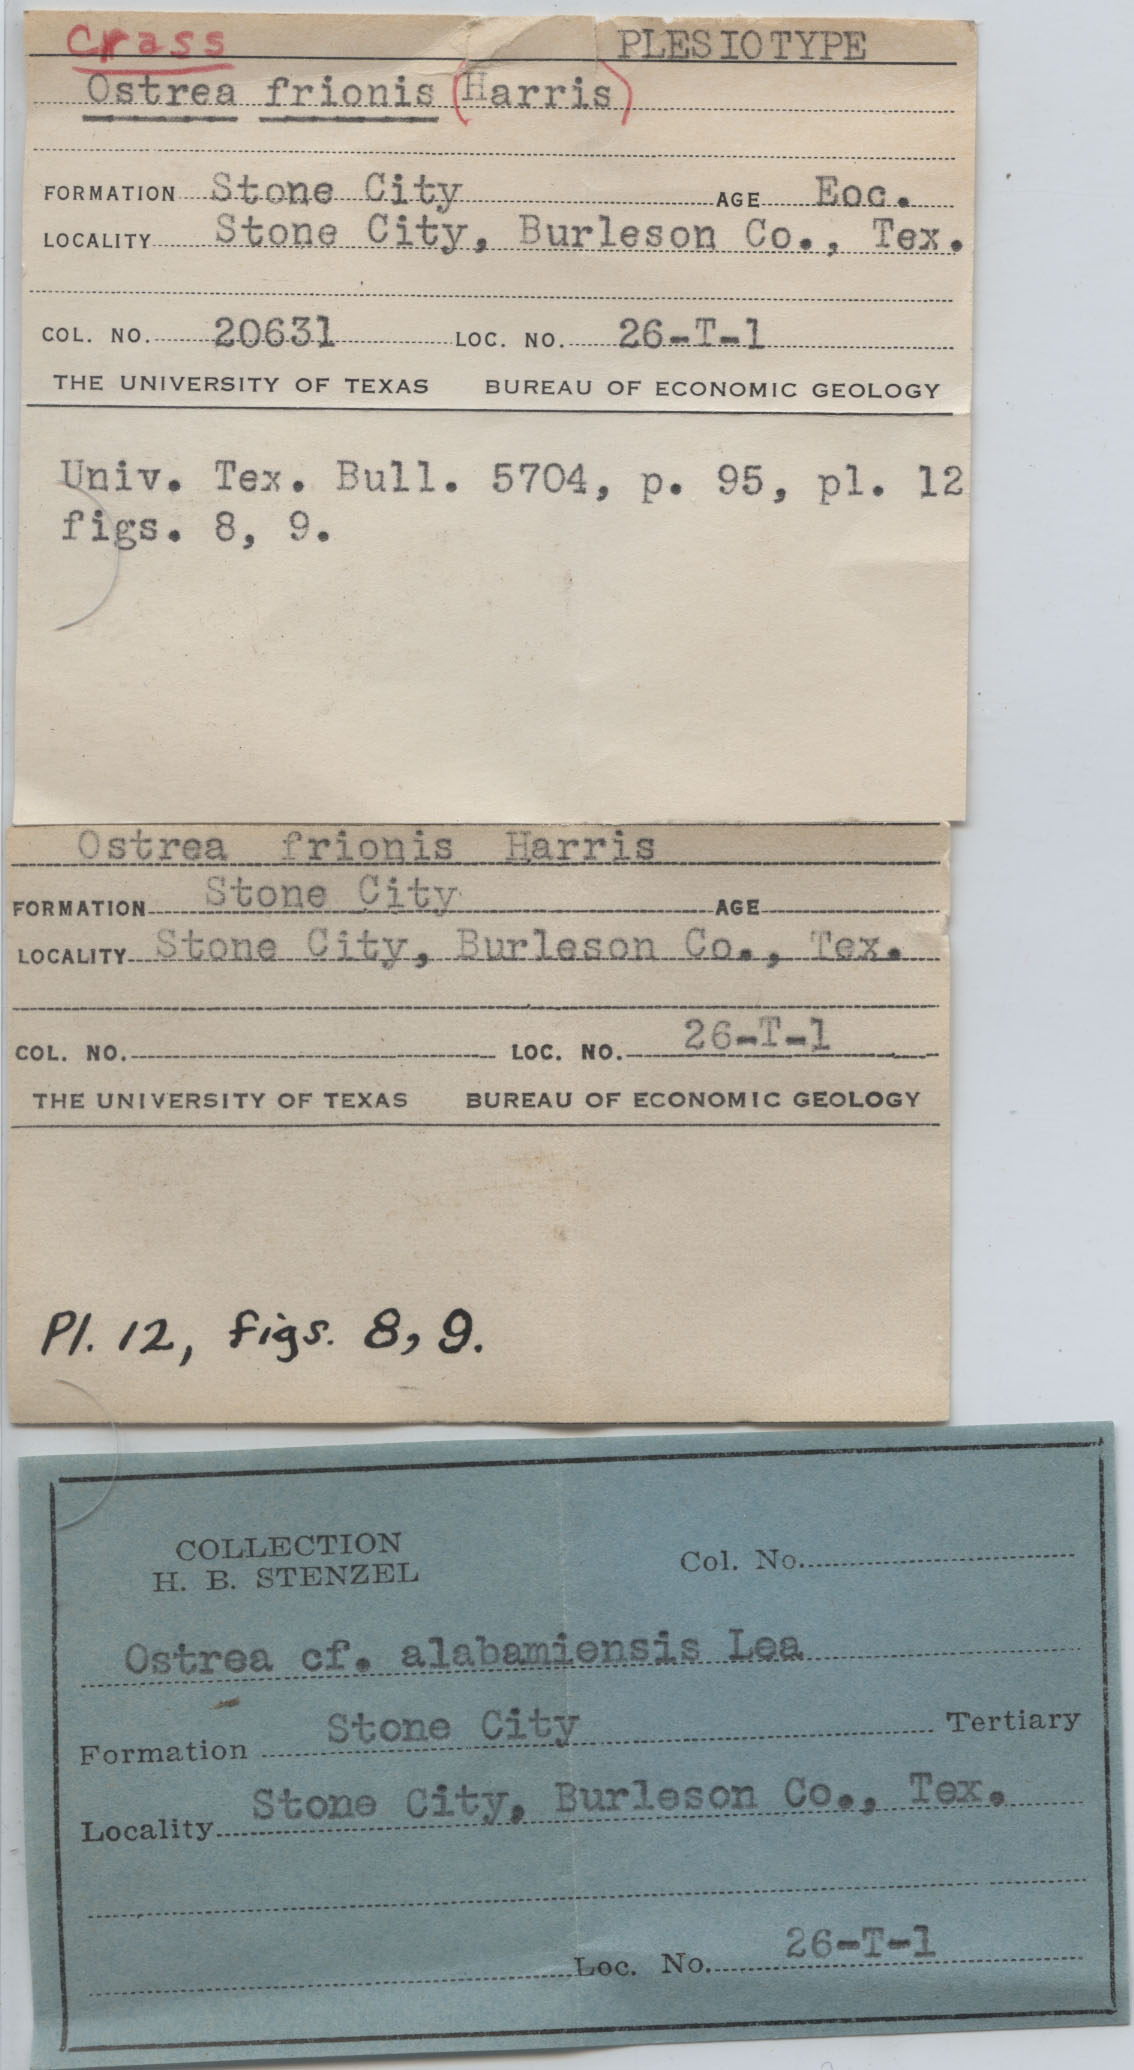 Crass
PLESIOTYPE
Ostrea frionis (Harris)
FORMATION Stone City AGE Eoc.
LOCALITY Stone City, Burleson Co., Tex.
COL. NO. 20631 LOC. NO. 26-T-1
THE UNIVERSITY OF TEXAS BUREAU OF ECONOMIC GEOLOGY
Univ. Tex. Bull. 5704, p. 95, pl. 12
figs. 8, 9.
Ostrea frionis Harris
FORMATION Stone City AGE
LOCALITY Stone City, Burleson Co., Tex.
COL. NO. LOC. NO. 26-T-1
THE UNIVERSITY OF TEXAS BUREAU OF ECONOMIC GEOLOGY
Pl. 12, figs. 8, 9.
COLLECTION
H. B. STENZEL
Col. No.
Ostrea cf. alabamiensis Lea
Formation Stone City Tertiary
Locality Stone City, Burleson Co., Tex.
Loc. No. 26-T-1